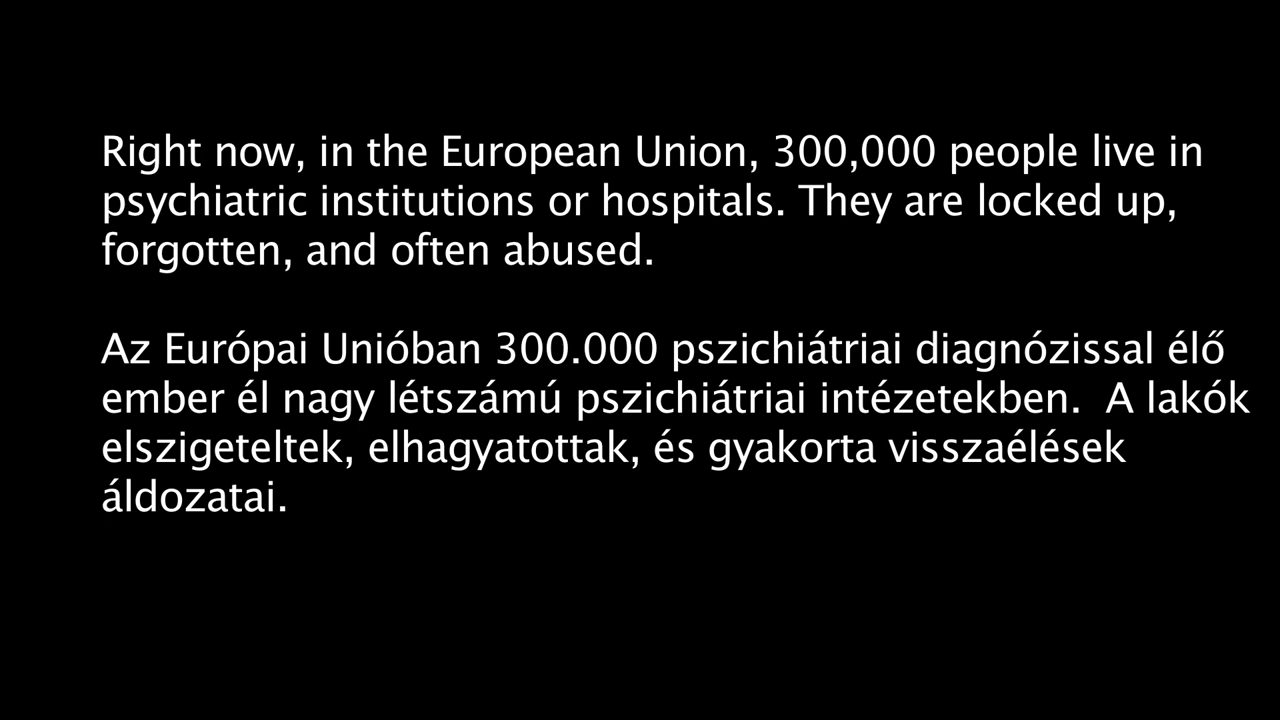 Right now, in the European Union, 300,000 people live in
psychiatric institutions or hospitals. They are locked up,
forgotten, and often abused.
Az Európai Unióban 300.000 pszichiátriai diagnózissal élő
ember él nagy létszámú pszichiátriai intézetekben.  A lakók
elszigeteltek, elhagyatottak, és gyakorta visszaélések
áldozatai.